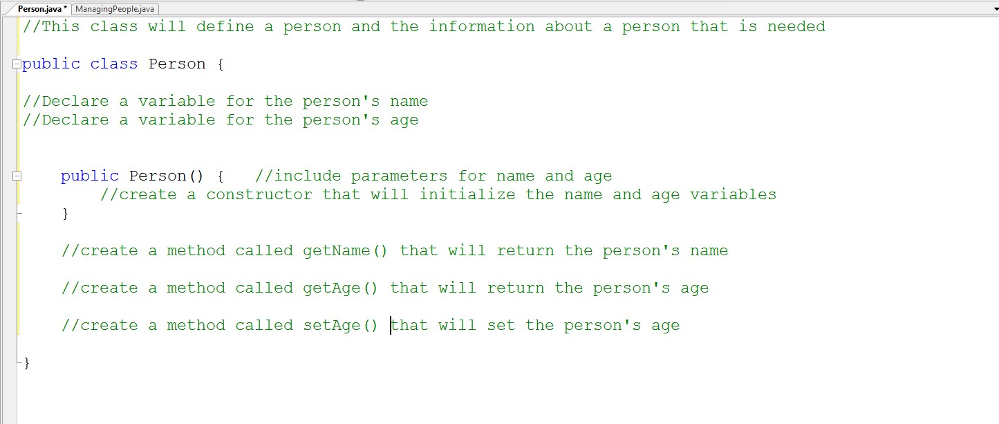 Person.java * ManagingPeople.java
//This class will define a person and the information about a person that is needed
public class Person {
//Declare a variable for the person's name
//Declare a variable for the person's age
public Person() { //include parameters for name and age
//create a constructor that will initialize the name and age variables
}
//create a method called getName() that will return the person's name
//create a method called getAge() that will return the person's age
//create a method called setAge() that will set the person's age
}